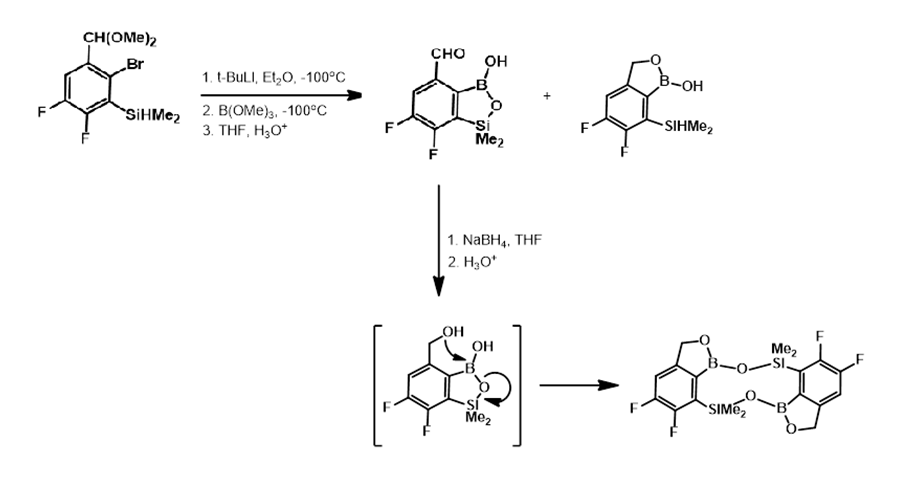 CH(OMe)2
Br
SiHMe2
F
F
1. t-BuLI, Et2O, -100°C
2. B(OMe)3, -100°C
3. THF, H3O+
CHO
OH
B
O
Si
Me2
F
F
+
O
B
OH
SIHMe2
F
F
1. NaBH4, THF
2. H3O+
OH
OH
B
O
SI
Me2
F
F
O
B
O
SI
Me2
F
F
SIMe2
O
B
O
F
F